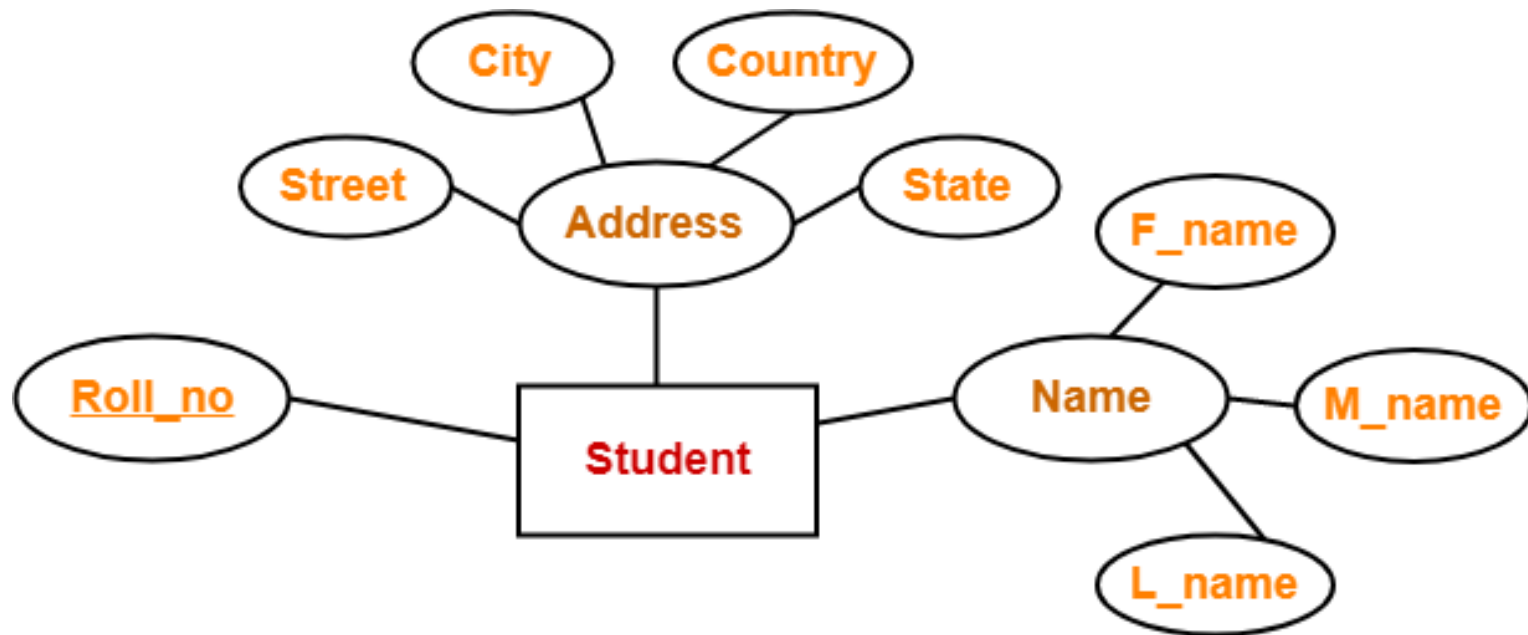 City
Country
Street
Address
State
F_name
Roll_no
Name
M_name
Student
L_name